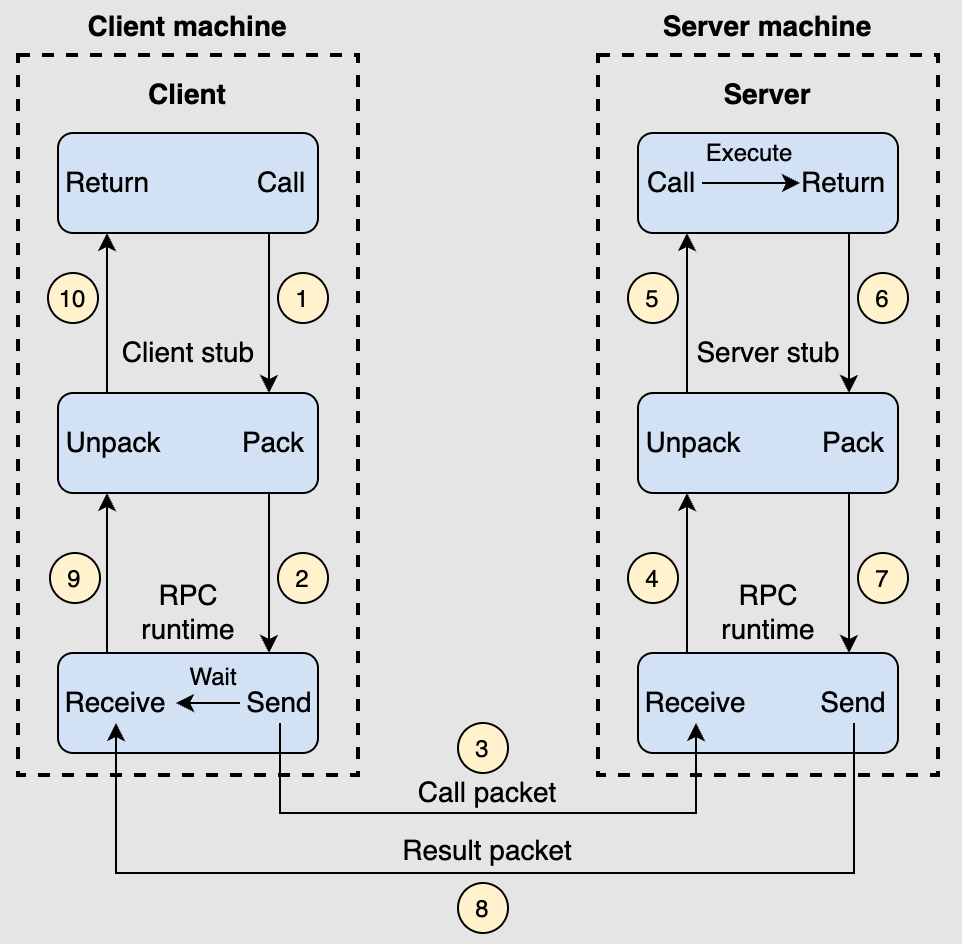 Client machine
Server machine
Client
Server
Return
Call
Execute
Call
Return
10
1
5
6
Client stub
Server stub
Unpack
Pack
Unpack
Pack
9
2
4
7
RPC
runtime
RPC
runtime
Wait
Receive
Send
Receive
Send
3
Call packet
Result packet
8